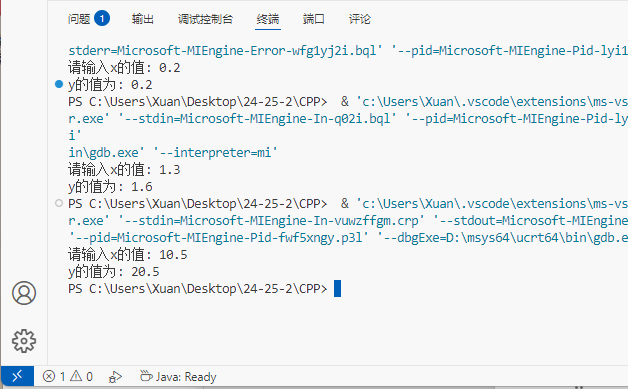 问题 1 输出 调试控制台 终端 端口 评论
stderr=Microsoft-MIEngine-Error-wfg1yj2i.bql' '--pid=Microsoft-MIEngine-Pid-lyi1
请输入x的值: 0.2
y的值为: 0.2
PS C:\Users\Xuan\Desktop\24-25-2\CPP>  & 'c:\Users\Xuan\.vscode\extensions\ms-vs
r.exe' '--stdin=Microsoft-MIEngine-In-q02i.bql' '--pid=Microsoft-MIEngine-Pid-ly
i'
in\gdb.exe' '--interpreter=mi'
请输入x的值: 1.3
y的值为: 1.6
PS C:\Users\Xuan\Desktop\24-25-2\CPP>  & 'c:\Users\Xuan\.vscode\extensions\ms-vs
r.exe' '--stdin=Microsoft-MIEngine-In-vuwzffgm.crp' '--stdout=Microsoft-MIEngine
'--pid=Microsoft-MIEngine-Pid-fwf5xngy.p3l' '--dbgExe=D:\msys64\ucrt64\bin\gdb.e
请输入x的值: 10.5
y的值为: 20.5
PS C:\Users\Xuan\Desktop\24-25-2\CPP>
1 0 Java: Ready